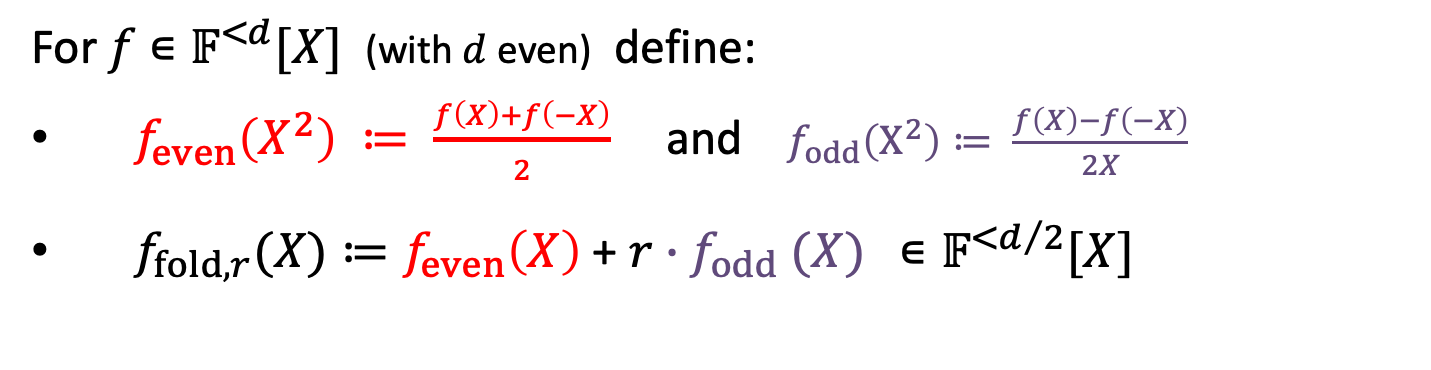 For f ∈ 𝔽^{<d}[X] (with d even) define:
• f_even(X²) ≔ (f(X)+f(−X))/2 and f_odd(X²) ≔ (f(X)−f(−X))/2X
• f_fold,r(X) ≔ f_even(X) + r · f_odd (X) ∈ 𝔽^{<d/2}[X]